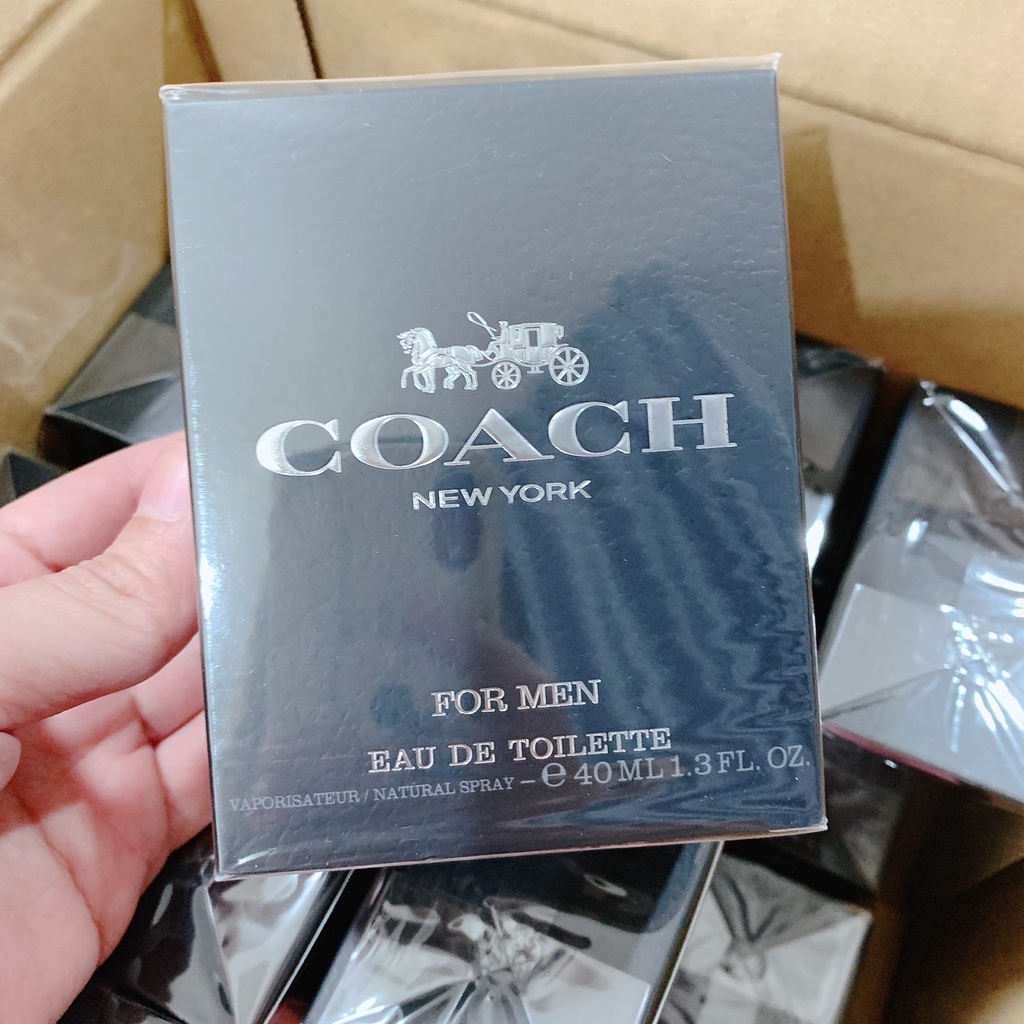 COACH
NEW YORK
FOR MEN
EAU DE TOILETTE
VAPORISATEUR / NATURAL SPRAY – ℮ 40 ML 1.3 FL. OZ.